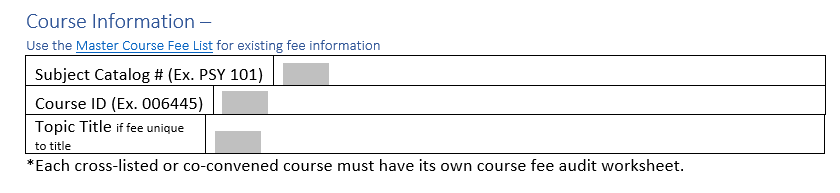 Course Information –
Use the Master Course Fee List for existing fee information
Subject Catalog # (Ex. PSY 101)
Course ID (Ex. 006445)
Topic Title if fee unique
to title
*Each cross-listed or co-convened course must have its own course fee audit worksheet.